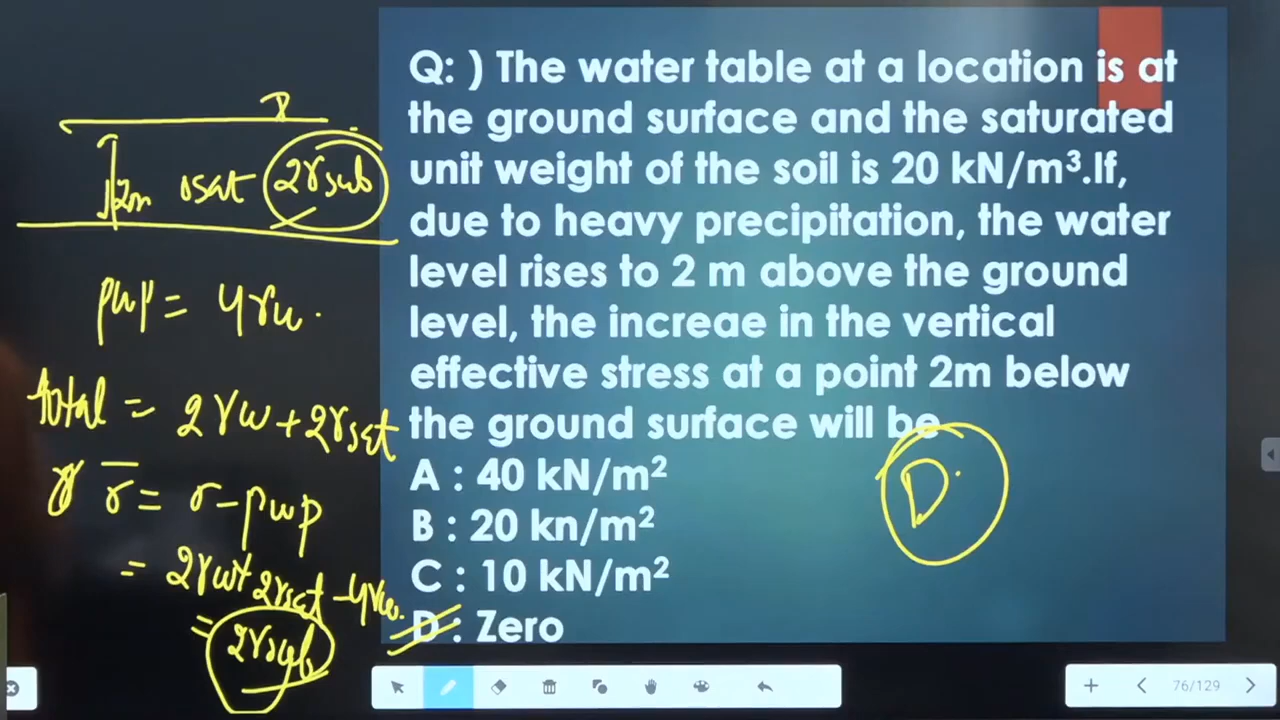 Q: ) The water table at a location is at
the ground surface and the saturated
unit weight of the soil is 20 kN/m³.If,
due to heavy precipitation, the water
level rises to 2 m above the ground
level, the increae in the vertical
effective stress at a point 2m below
the ground surface will be
A : 40 kN/m²
B : 20 kn/m²
C : 10 kN/m²
D : Zero
D
2m γsat 2γsub
pwp = 4γw.
total = 2γw + 2γsat
σ̅ = σ - pwp
= 2γw + 2γsat - 4γw.
= 2γsub
76/129